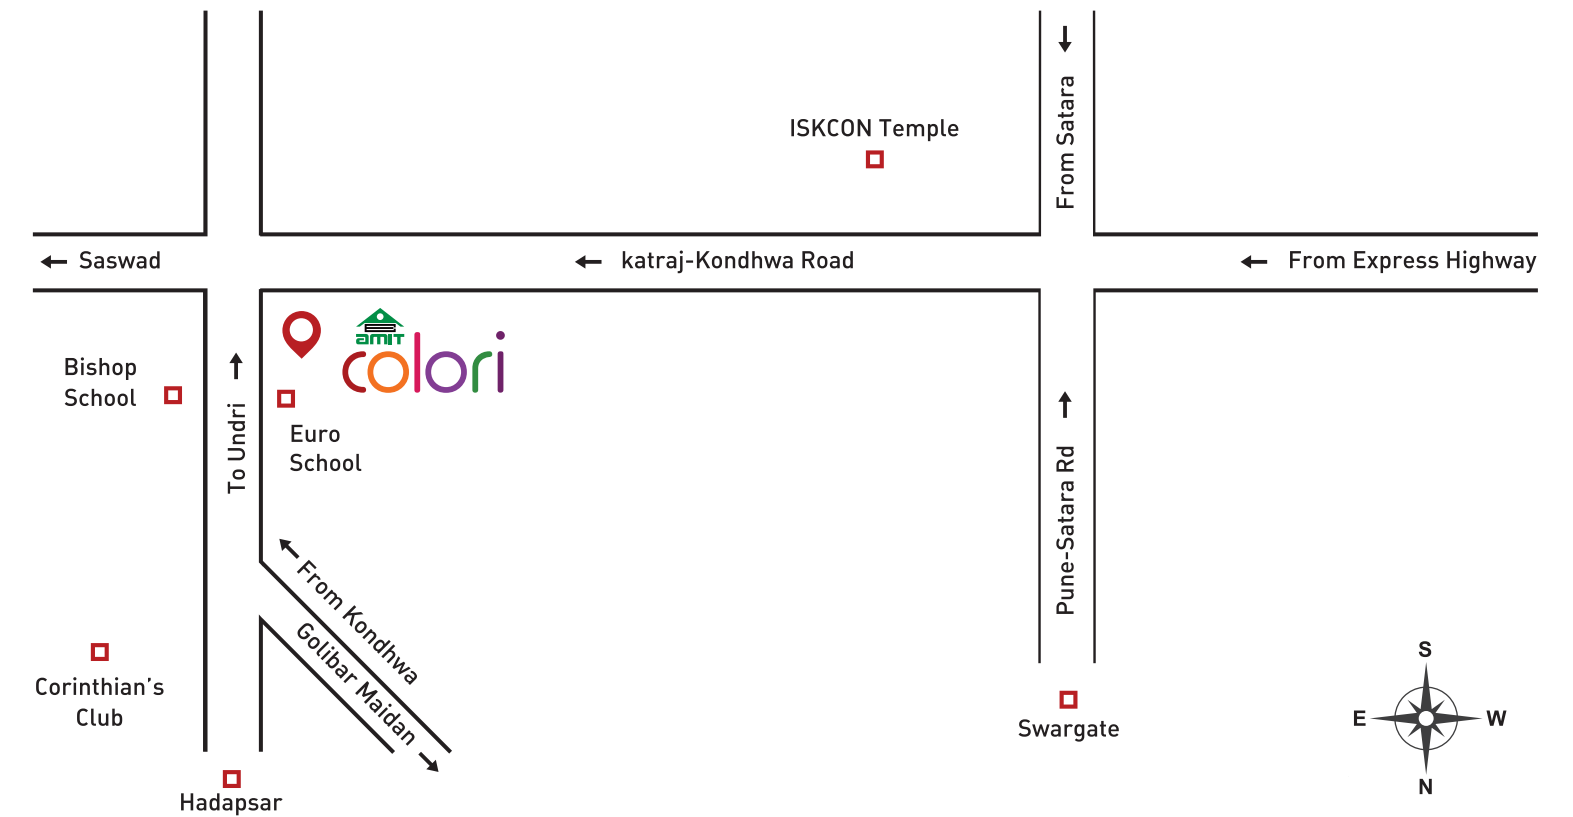 From Satara
ISKCON Temple
Saswad
katraj-Kondhwa Road
From Express Highway
amit
colori
Bishop
School
To Undri
Euro
School
Pune-Satara Rd
From Kondhwa
Golibar Maidan
Corinthian's
Club
Hadapsar
Swargate
S
E
W
N